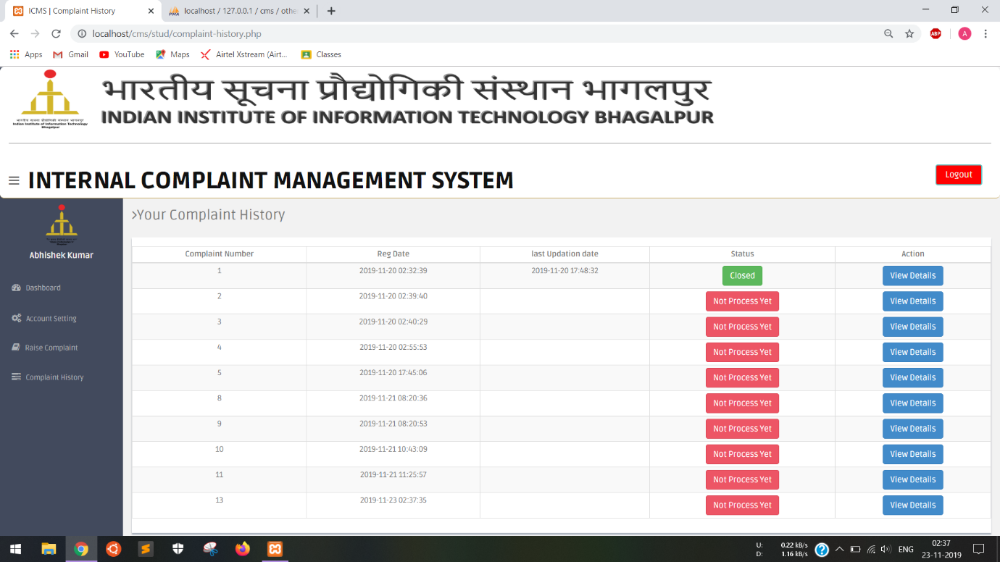 ICMS | Complaint History
localhost / 127.0.0.1 / cms / othe
localhost/cms/stud/complaint-history.php
ABP
A
Apps Gmail YouTube Maps Airtel Xstream (Airt... Classes
भारतीय सूचना प्रौद्योगिकी संस्थान भागलपुर
INDIAN INSTITUTE OF INFORMATION TECHNOLOGY BHAGALPUR
भारतीय सूचना प्रौद्योगिकी संस्थान भागलपुर
Indian Institute of Information Technology
Bhagalpur
INTERNAL COMPLAINT MANAGEMENT SYSTEM
Logout
Abhishek Kumar
Dashboard
Account Setting
Raise Complaint
Complaint History
>Your Complaint History
Complaint Number Reg Date last Updation date Status Action
1 2019-11-20 02:32:39 2019-11-20 17:48:32 Closed View Details
2 2019-11-20 02:39:40 Not Process Yet View Details
3 2019-11-20 02:40:29 Not Process Yet View Details
4 2019-11-20 02:55:53 Not Process Yet View Details
5 2019-11-20 17:45:06 Not Process Yet View Details
8 2019-11-21 08:20:36 Not Process Yet View Details
9 2019-11-21 08:20:53 Not Process Yet View Details
10 2019-11-21 10:43:09 Not Process Yet View Details
11 2019-11-21 11:25:57 Not Process Yet View Details
13 2019-11-23 02:37:35 Not Process Yet View Details
U: 0.22 kB/s
D: 1.16 kB/s
ENG
02:37
23-11-2019